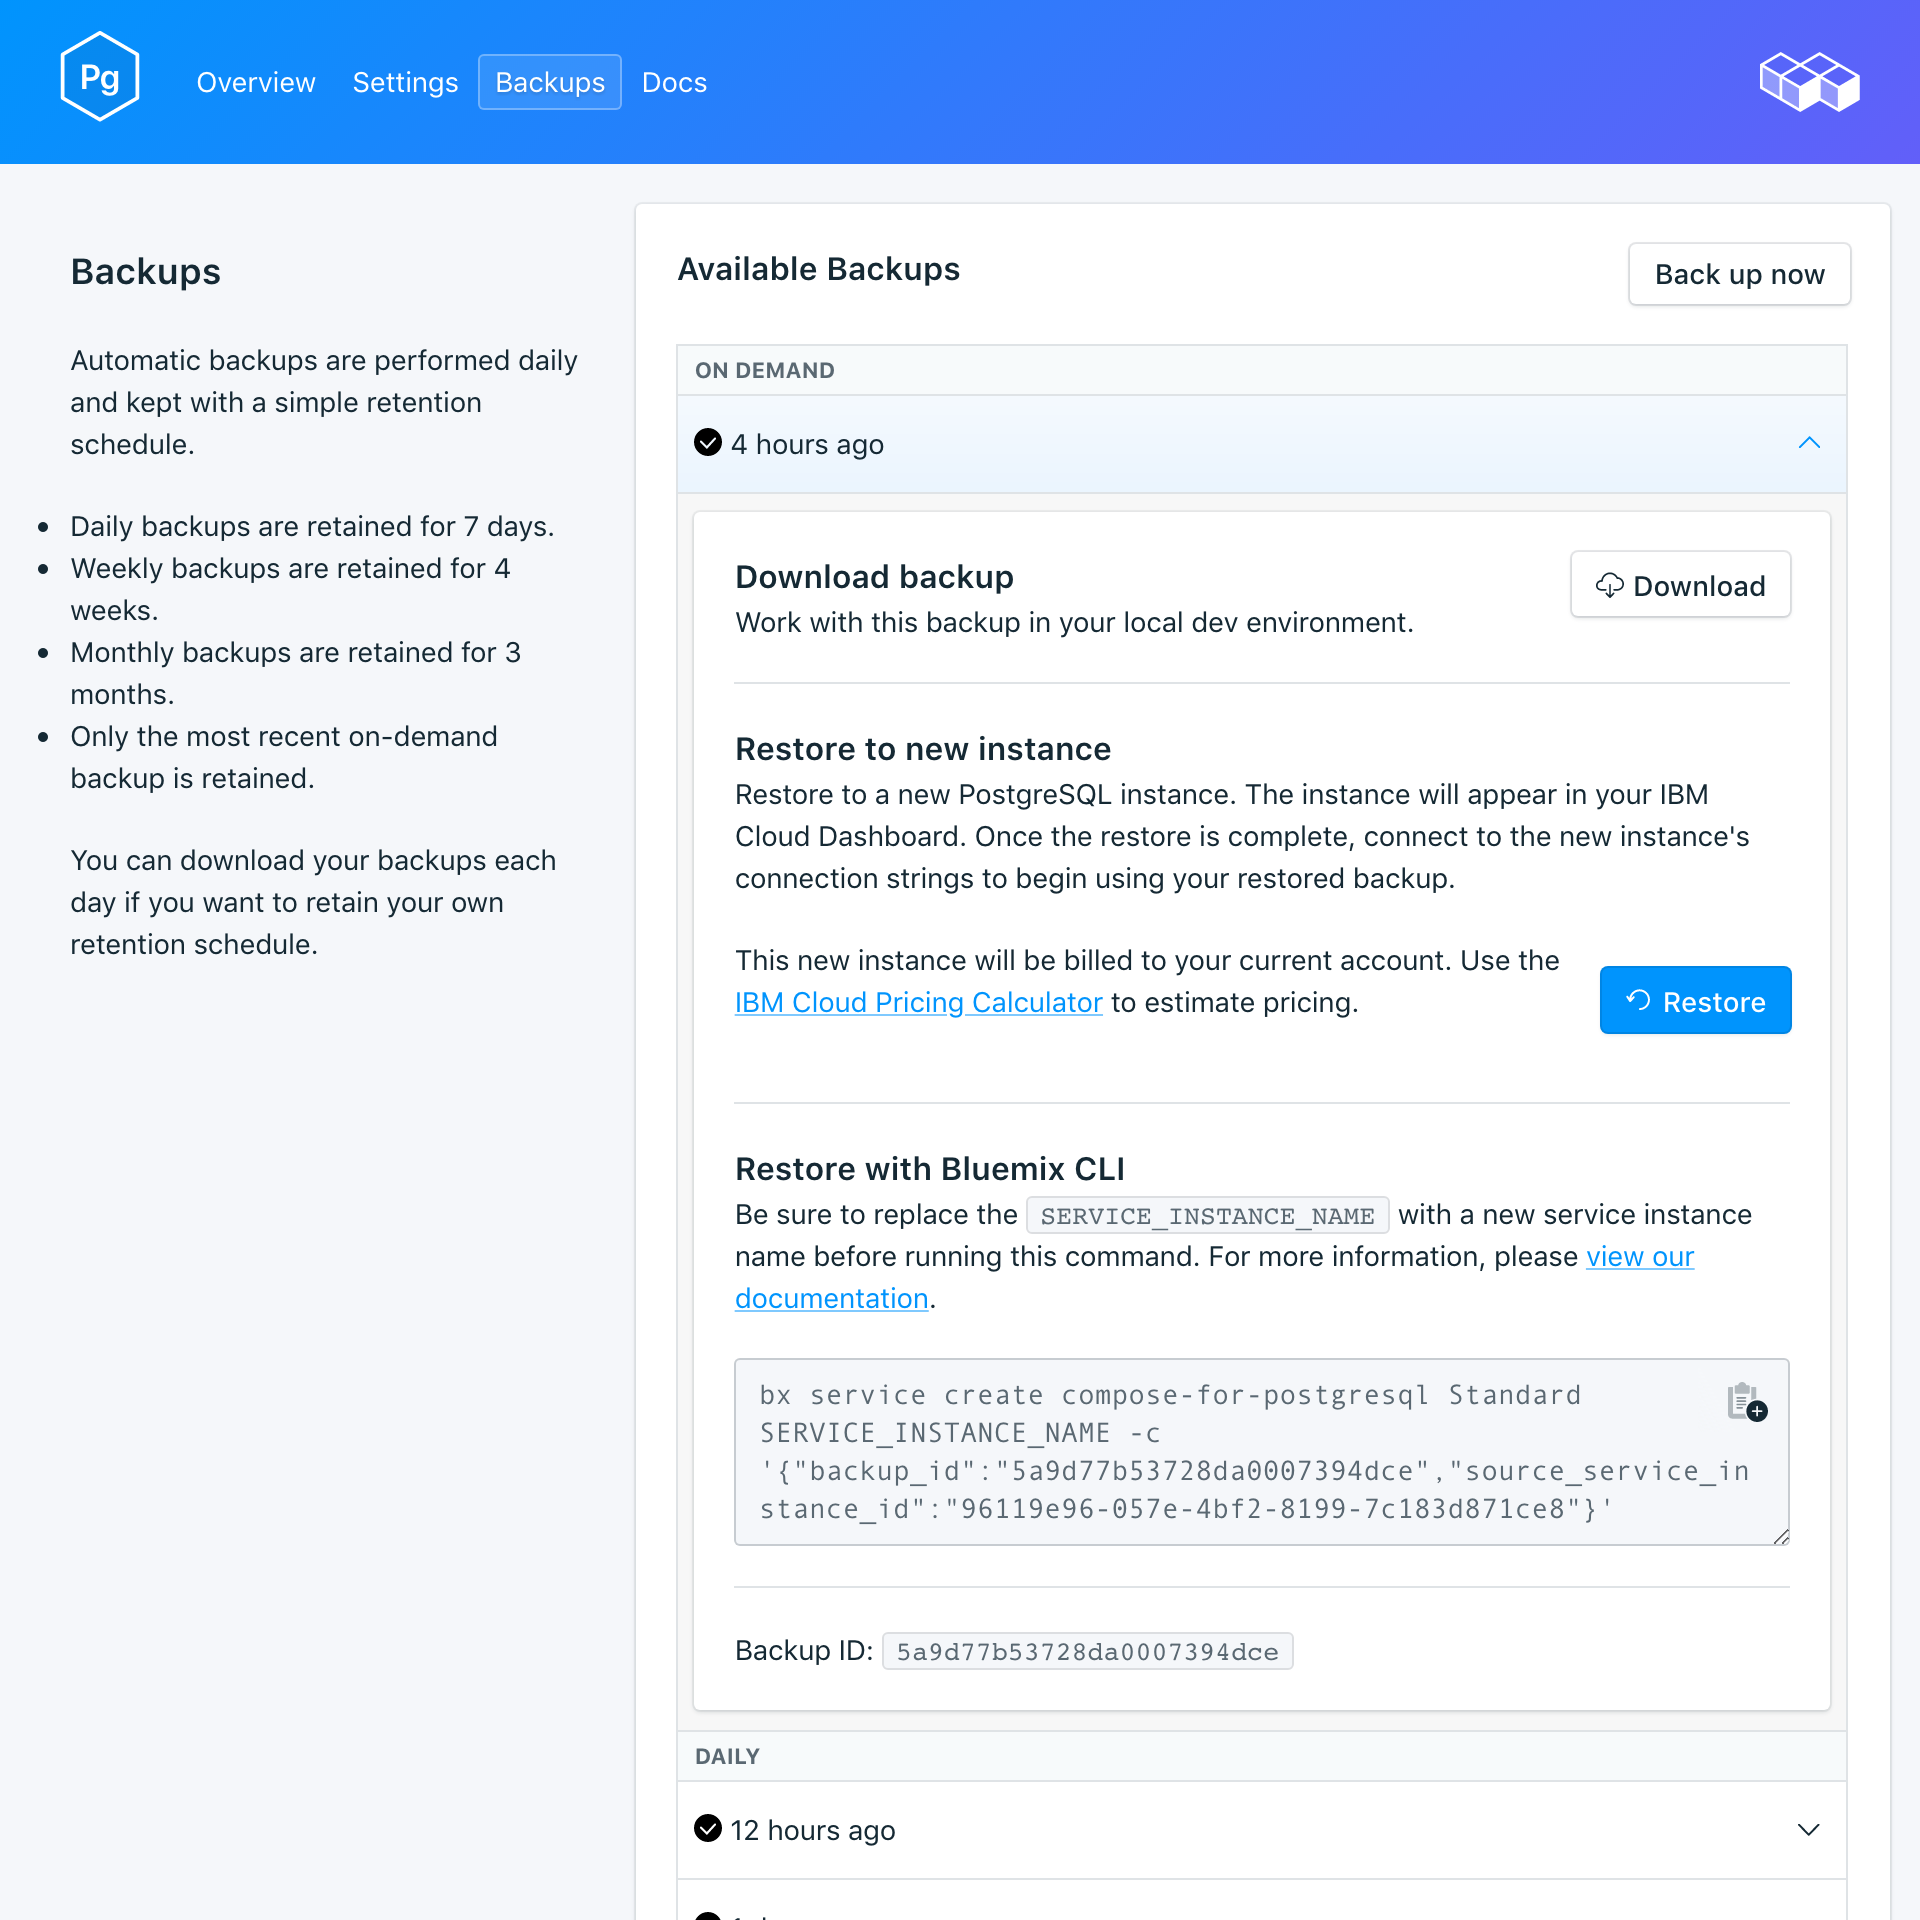 Pg
Overview Settings Backups Docs
Backups
Automatic backups are performed daily
and kept with a simple retention
schedule.
Daily backups are retained for 7 days.
Weekly backups are retained for 4
weeks.
Monthly backups are retained for 3
months.
Only the most recent on-demand
backup is retained.
You can download your backups each
day if you want to retain your own
retention schedule.
Available Backups
Back up now
ON DEMAND
4 hours ago
Download backup
Download
Work with this backup in your local dev environment.
Restore to new instance
Restore to a new PostgreSQL instance. The instance will appear in your IBM
Cloud Dashboard. Once the restore is complete, connect to the new instance's
connection strings to begin using your restored backup.
This new instance will be billed to your current account. Use the
IBM Cloud Pricing Calculator to estimate pricing.
Restore
Restore with Bluemix CLI
Be sure to replace the SERVICE_INSTANCE_NAME with a new service instance
name before running this command. For more information, please view our
documentation.
bx service create compose-for-postgresql Standard
SERVICE_INSTANCE_NAME -c
'{"backup_id":"5a9d77b53728da0007394dce","source_service_in
stance_id":"96119e96-057e-4bf2-8199-7c183d871ce8"}'
Backup ID: 5a9d77b53728da0007394dce
DAILY
12 hours ago